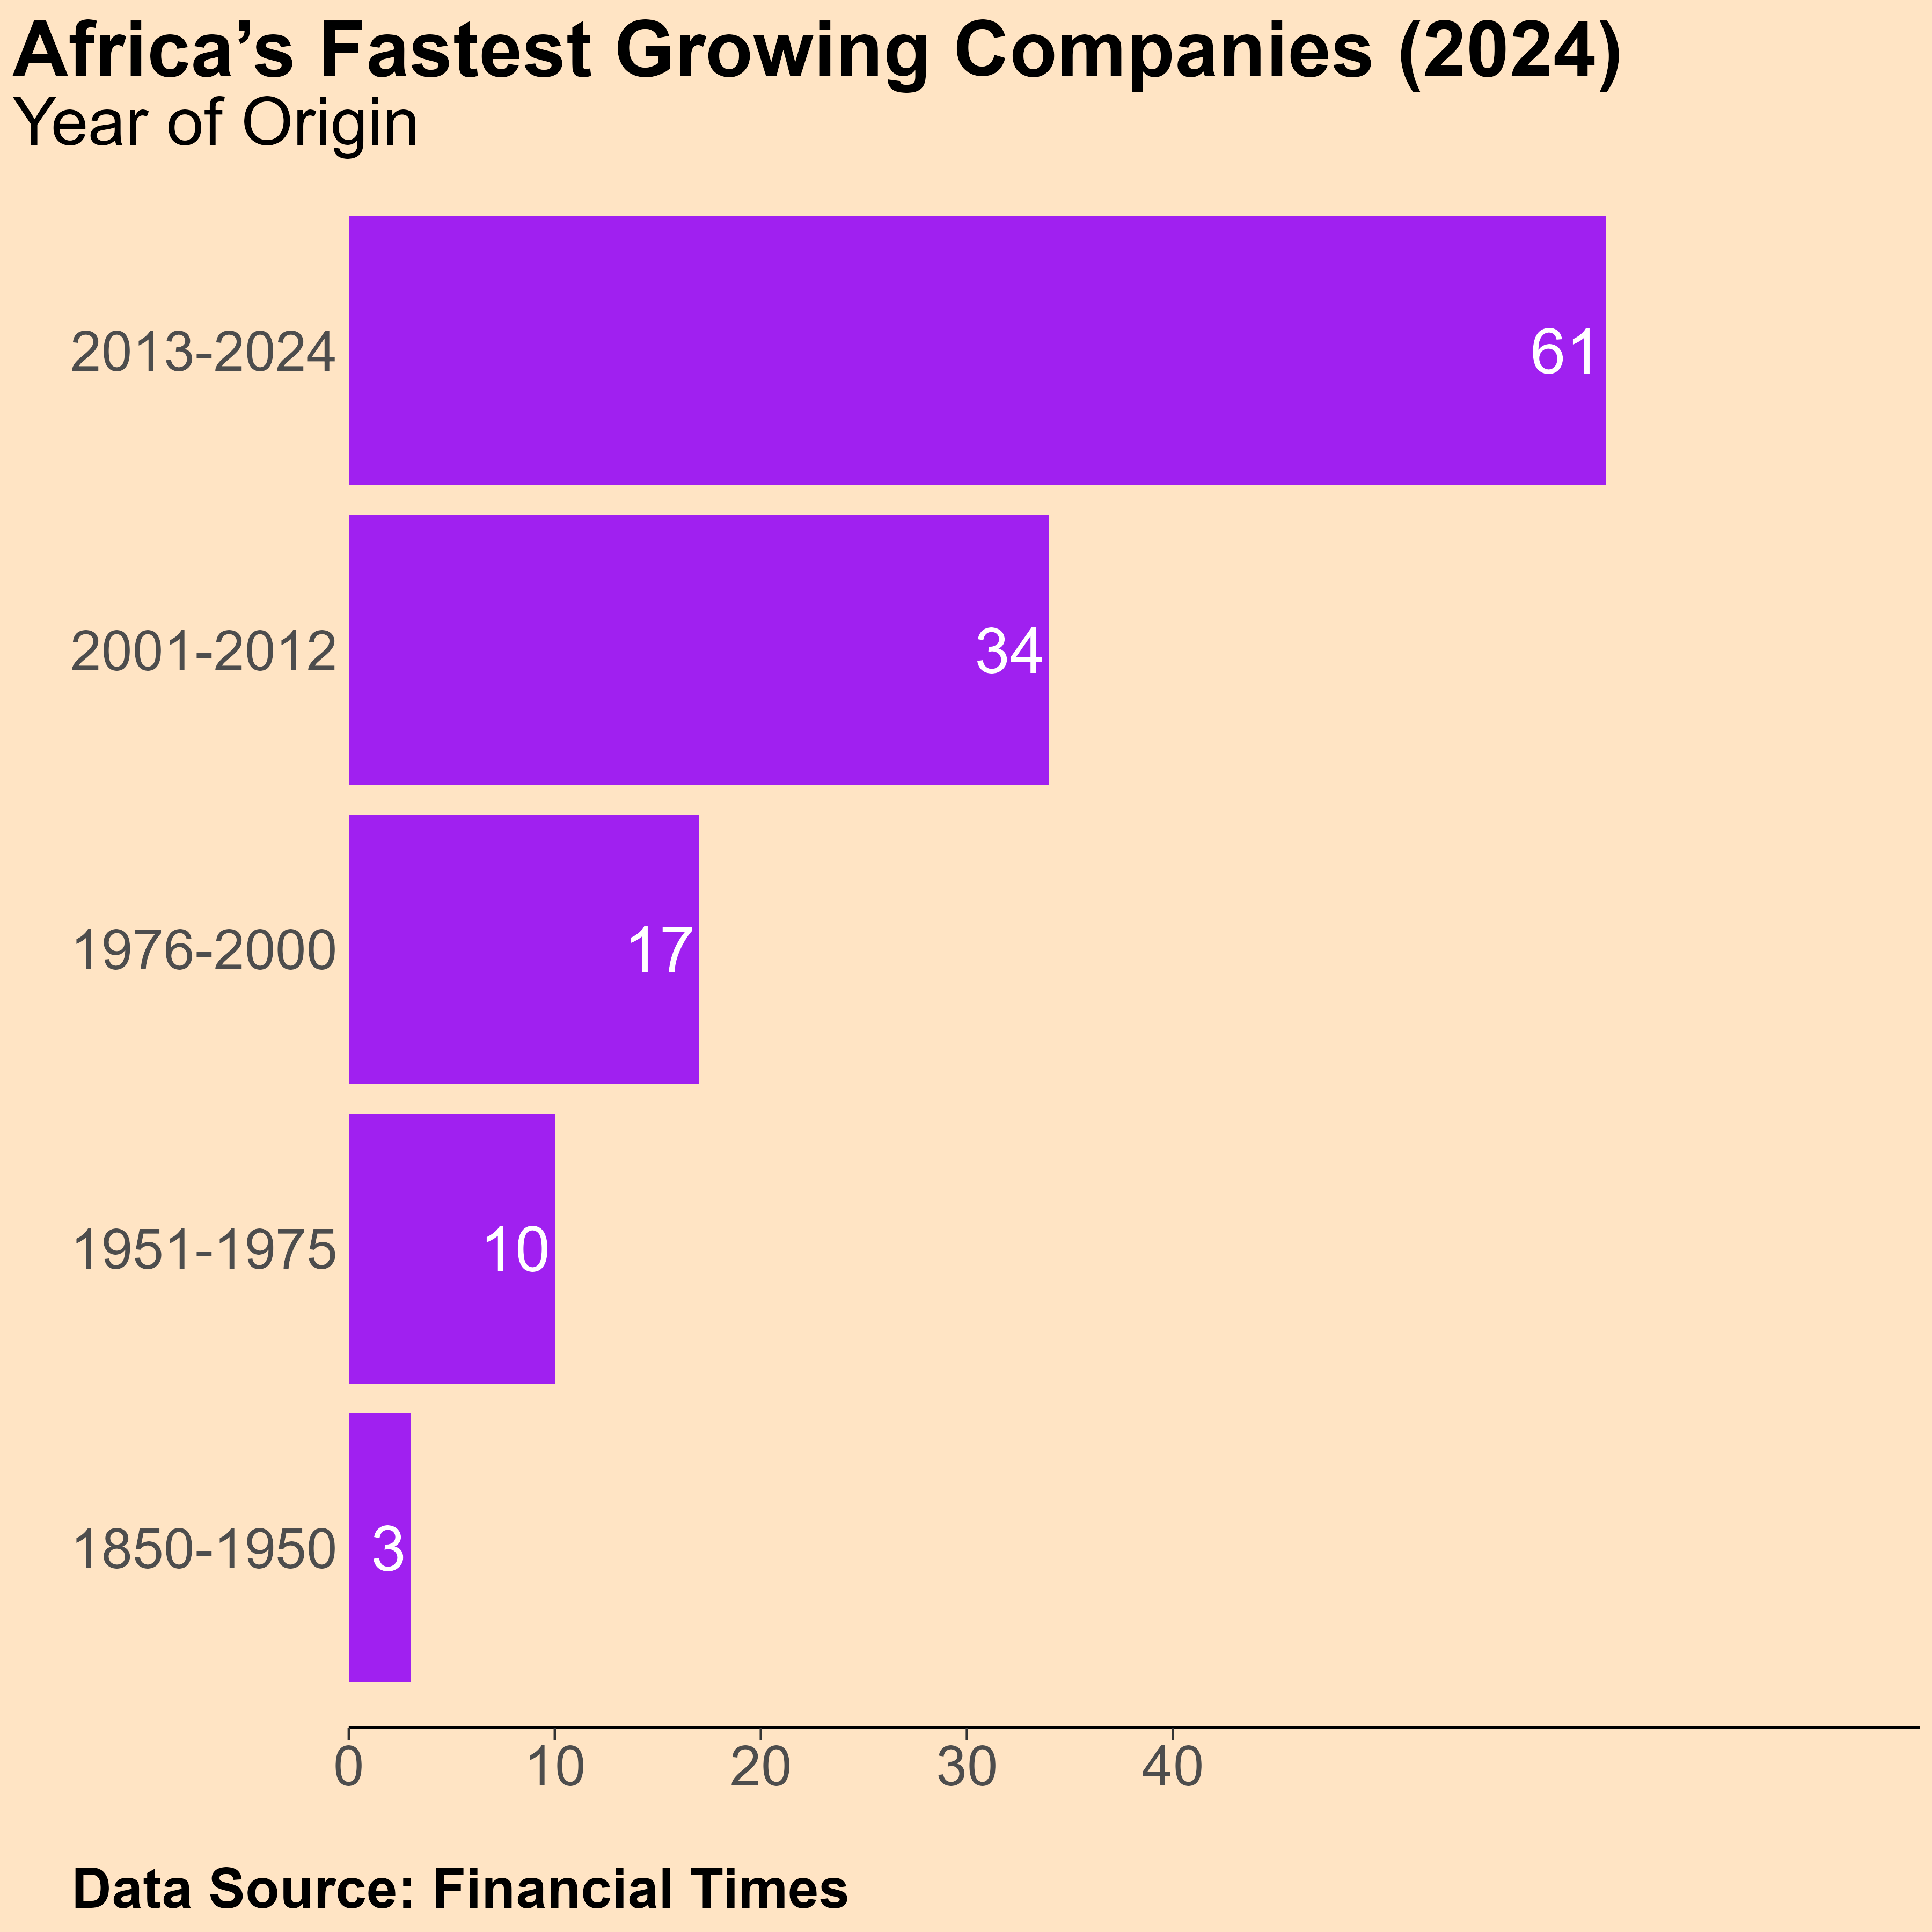 Africa’s Fastest Growing Companies (2024)
Year of Origin
2013-2024
61
2001-2012
34
1976-2000
17
1951-1975
10
1850-1950
3
0 10 20 30 40
Data Source: Financial Times